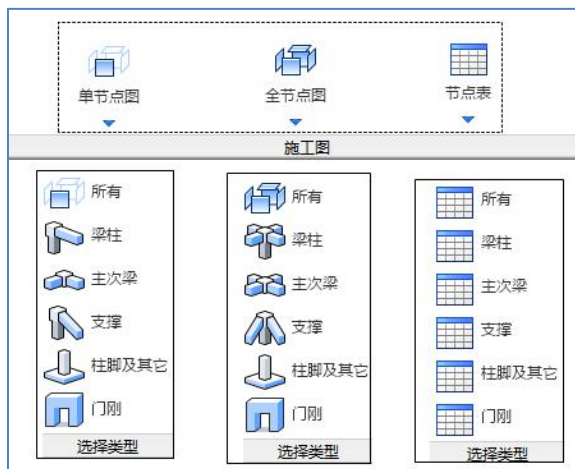 单节点图
全节点图
节点表
施工图
所有
梁柱
主次梁
支撑
柱脚及其它
门刚
选择类型
所有
梁柱
主次梁
支撑
柱脚及其它
门刚
选择类型
所有
梁柱
主次梁
支撑
柱脚及其它
门刚
选择类型